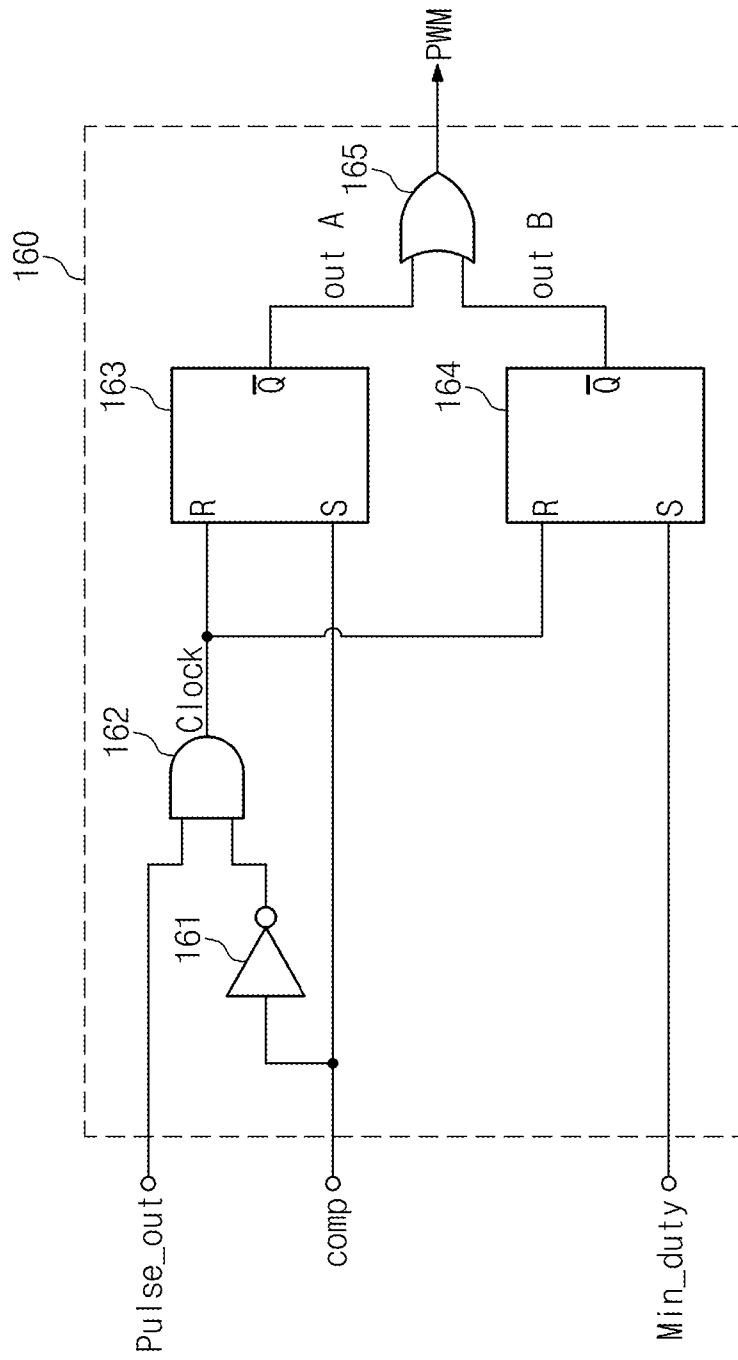 160
Pulse_out
comp
Min_duty
161
162
Clock
163
R
S
Q̅
164
R
S
Q̅
out A
out B
165
PWM